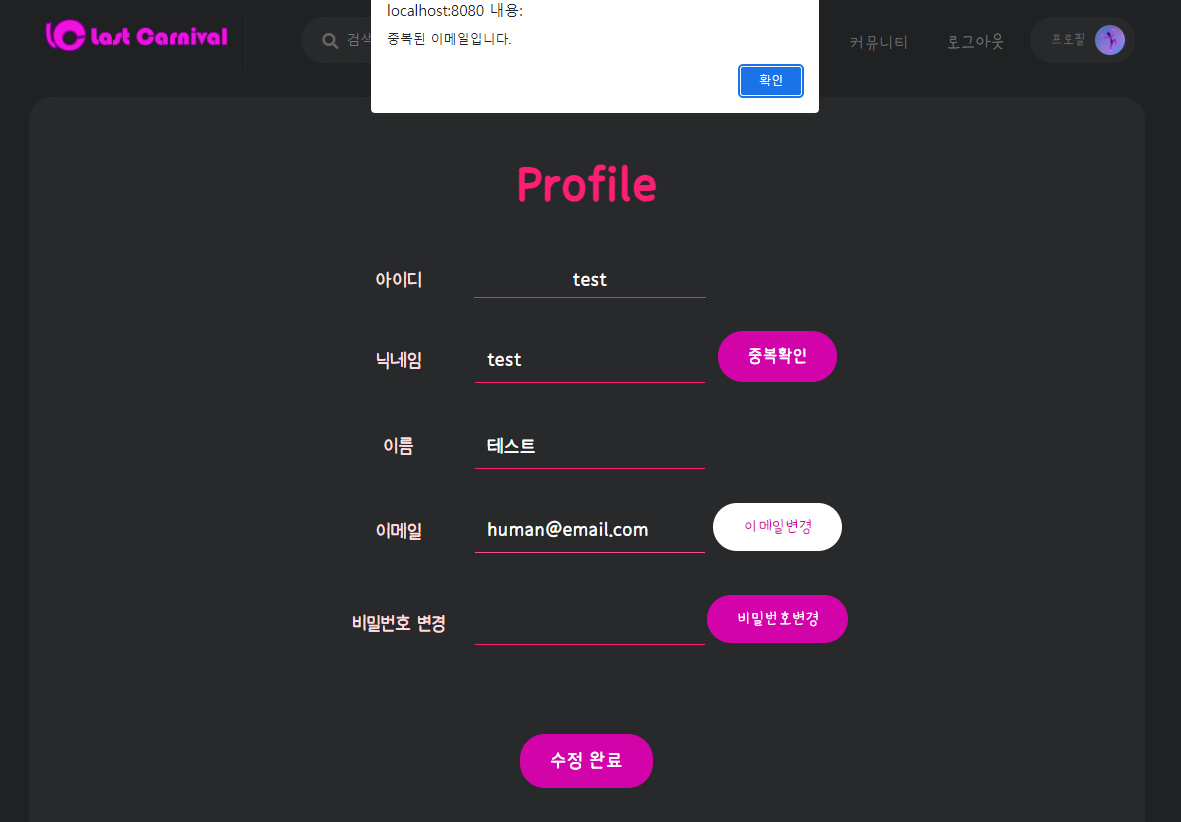 localhost:8080 내용:
중복된 이메일입니다.
확인
Last Carnival
검색
커뮤니티
로그아웃
프로필
Profile
아이디 test
닉네임 test 중복확인
이름 테스트
이메일 human@email.com 이메일변경
비밀번호 변경 비밀번호변경
수정 완료